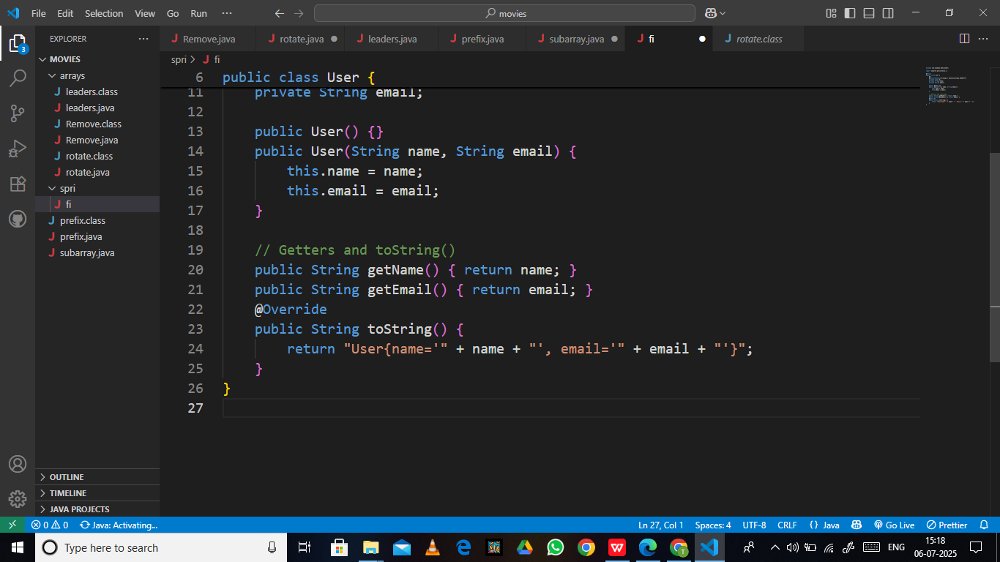 File Edit Selection View Go Run ···
movies
EXPLORER ···
Remove.java
rotate.java
leaders.java
prefix.java
subarray.java
fi
rotate.class
MOVIES
arrays
leaders.class
leaders.java
Remove.class
Remove.java
rotate.class
rotate.java
spri
fi
prefix.class
prefix.java
subarray.java
OUTLINE
TIMELINE
JAVA PROJECTS
3
spri > fi
6 public class User {
11 private String email;
12
13 public User() {}
14 public User(String name, String email) {
15 this.name = name;
16 this.email = email;
17 }
18
19 // Getters and toString()
20 public String getName() { return name; }
21 public String getEmail() { return email; }
22 @Override
23 public String toString() {
24 return "User{name='" + name + "', email='" + email + "'}";
25 }
26 }
27
0 0 Java: Activating...
Ln 27, Col 1 Spaces: 4 UTF-8 CRLF {} Java Go Live Prettier
Type here to search
ENG
15:18
06-07-2025